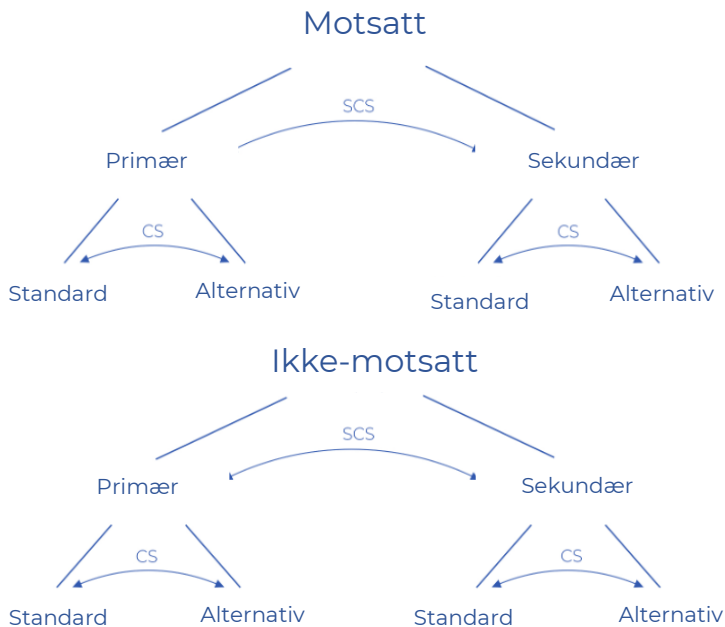 Motsatt
SCS
Primær
Sekundær
CS
CS
Standard
Alternativ
Standard
Alternativ
Ikke-motsatt
SCS
Primær
Sekundær
CS
CS
Standard
Alternativ
Standard
Alternativ